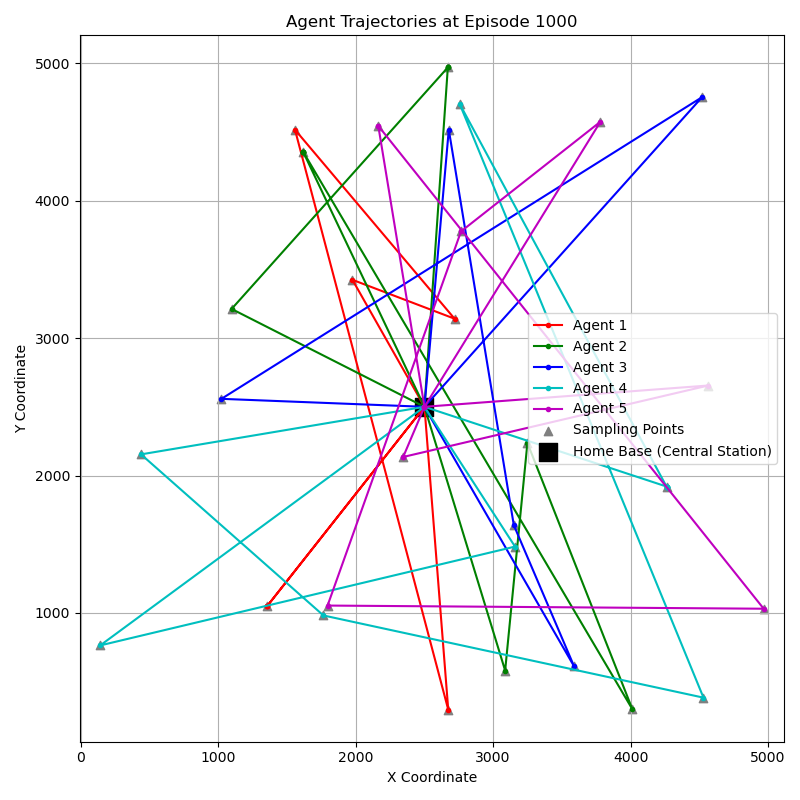 Agent Trajectories at Episode 1000
5000
4000
3000
2000
1000
Y Coordinate
Agent 1
Agent 2
Agent 3
Agent 4
Agent 5
Sampling Points
Home Base (Central Station)
0 1000 2000 3000 4000 5000
X Coordinate